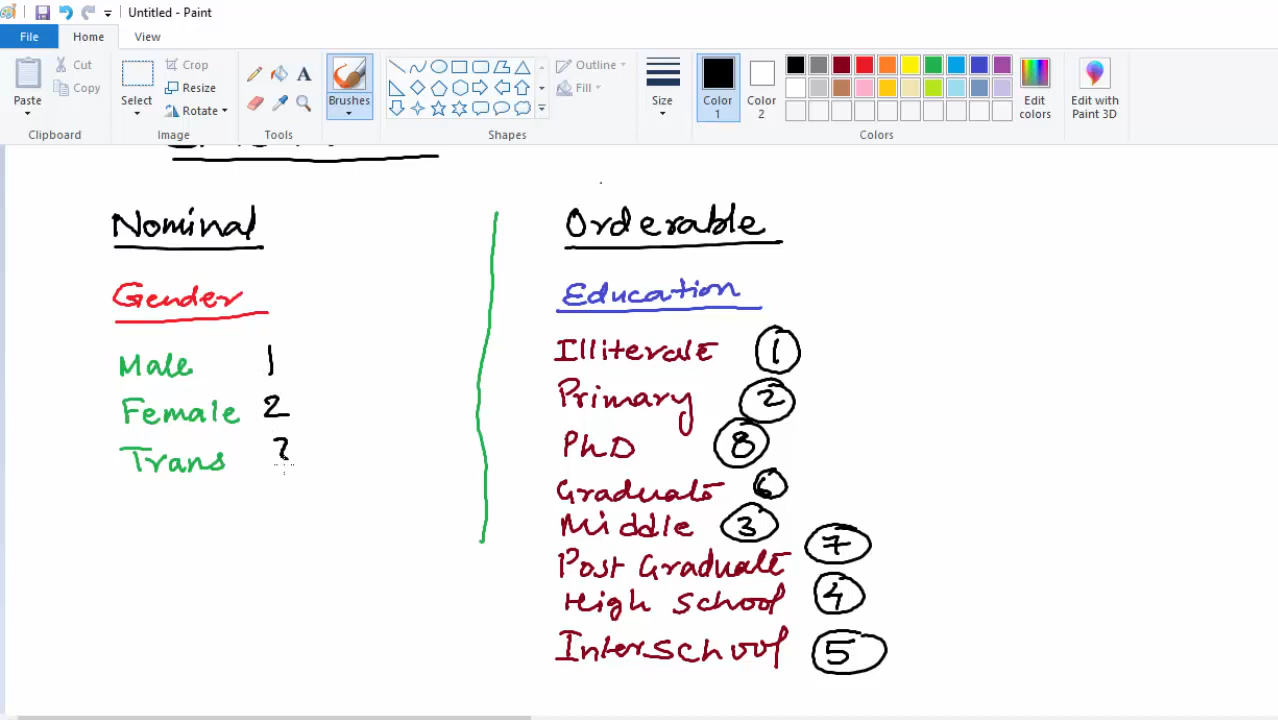 Untitled - Paint
File Home View
Paste Cut Copy Clipboard
Select Crop Resize Rotate Image
Tools
Brushes
Outline Fill Shapes
Size
Color 1 Color 2 Edit colors Colors
Edit with Paint 3D
Nominal
Gender
Male 1
Female 2
Trans
Orderable
Education
Illiterate 1
Primary 2
PhD 8
Graduate 6
Middle 3
Post Graduate 7
High School 4
Interschool 5